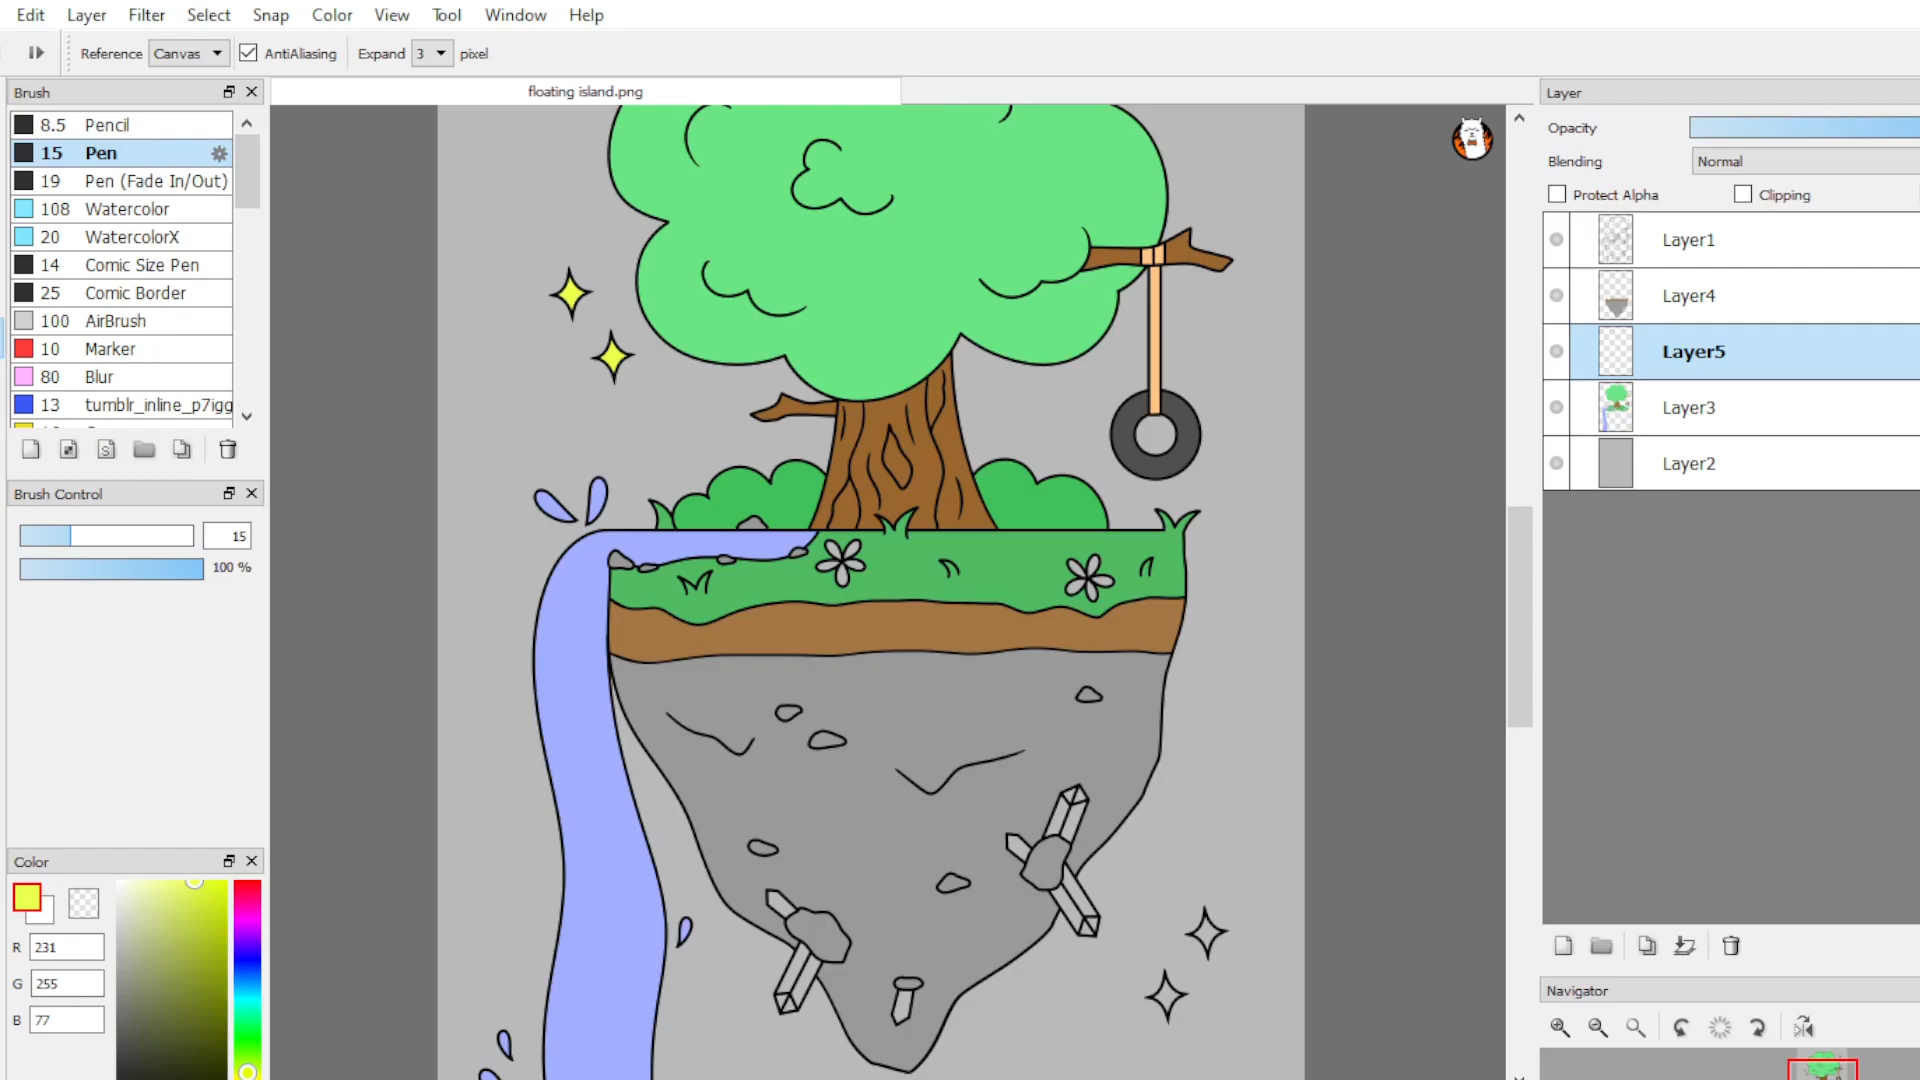 Edit Layer Filter Select Snap Color View Tool Window Help
Reference Canvas AntiAliasing Expand 3 pixel
Brush
floating island.png
Layer
8.5 Pencil
15 Pen
19 Pen (Fade In/Out)
108 Watercolor
20 WatercolorX
14 Comic Size Pen
25 Comic Border
100 AirBrush
10 Marker
80 Blur
13 tumblr_inline_p7igg
S
Brush Control
15
100 %
Color
R 231
G 255
B 77
Opacity
Blending Normal
Protect Alpha Clipping
Layer1
Layer4
Layer5
Layer3
Layer2
Navigator